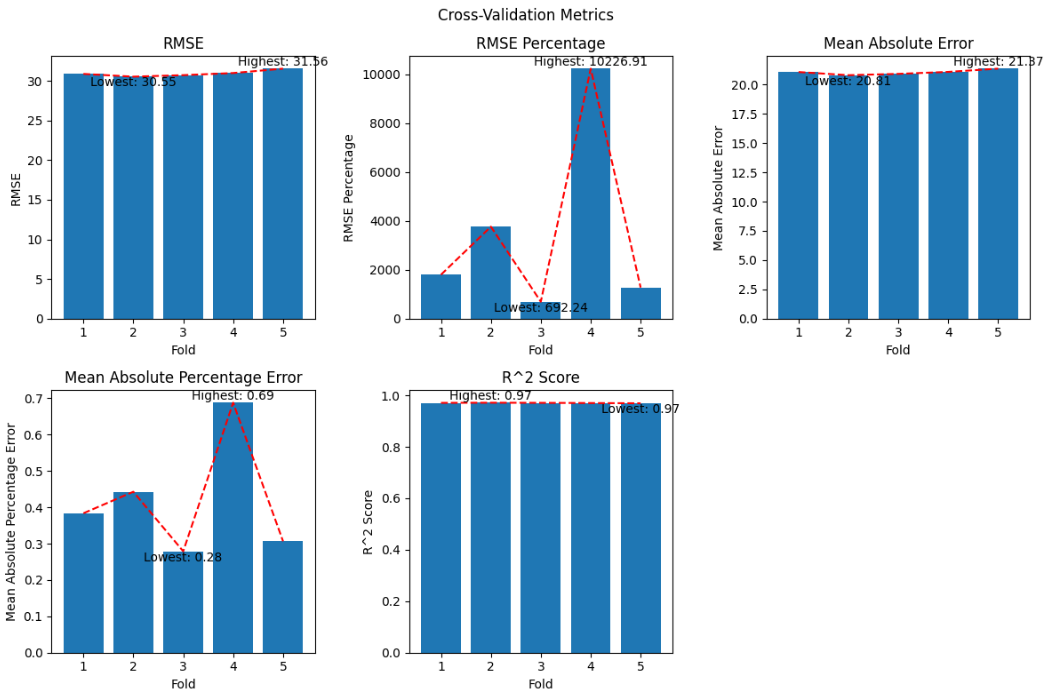 Cross-Validation Metrics
RMSE
RMSE
30
25
20
15
10
5
0
Highest: 31.56
Lowest: 30.55
1 2 3 4 5
Fold
RMSE Percentage
RMSE Percentage
10000
8000
6000
4000
2000
0
Highest: 10226.91
Lowest: 692.24
1 2 3 4 5
Fold
Mean Absolute Error
Mean Absolute Error
20.0
17.5
15.0
12.5
10.0
7.5
5.0
2.5
0.0
Highest: 21.37
Lowest: 20.81
1 2 3 4 5
Fold
Mean Absolute Percentage Error
Mean Absolute Percentage Error
0.7
0.6
0.5
0.4
0.3
0.2
0.1
0.0
Highest: 0.69
Lowest: 0.28
1 2 3 4 5
Fold
R^2 Score
R^2 Score
1.0
0.8
0.6
0.4
0.2
0.0
Highest: 0.97
Lowest: 0.97
1 2 3 4 5
Fold